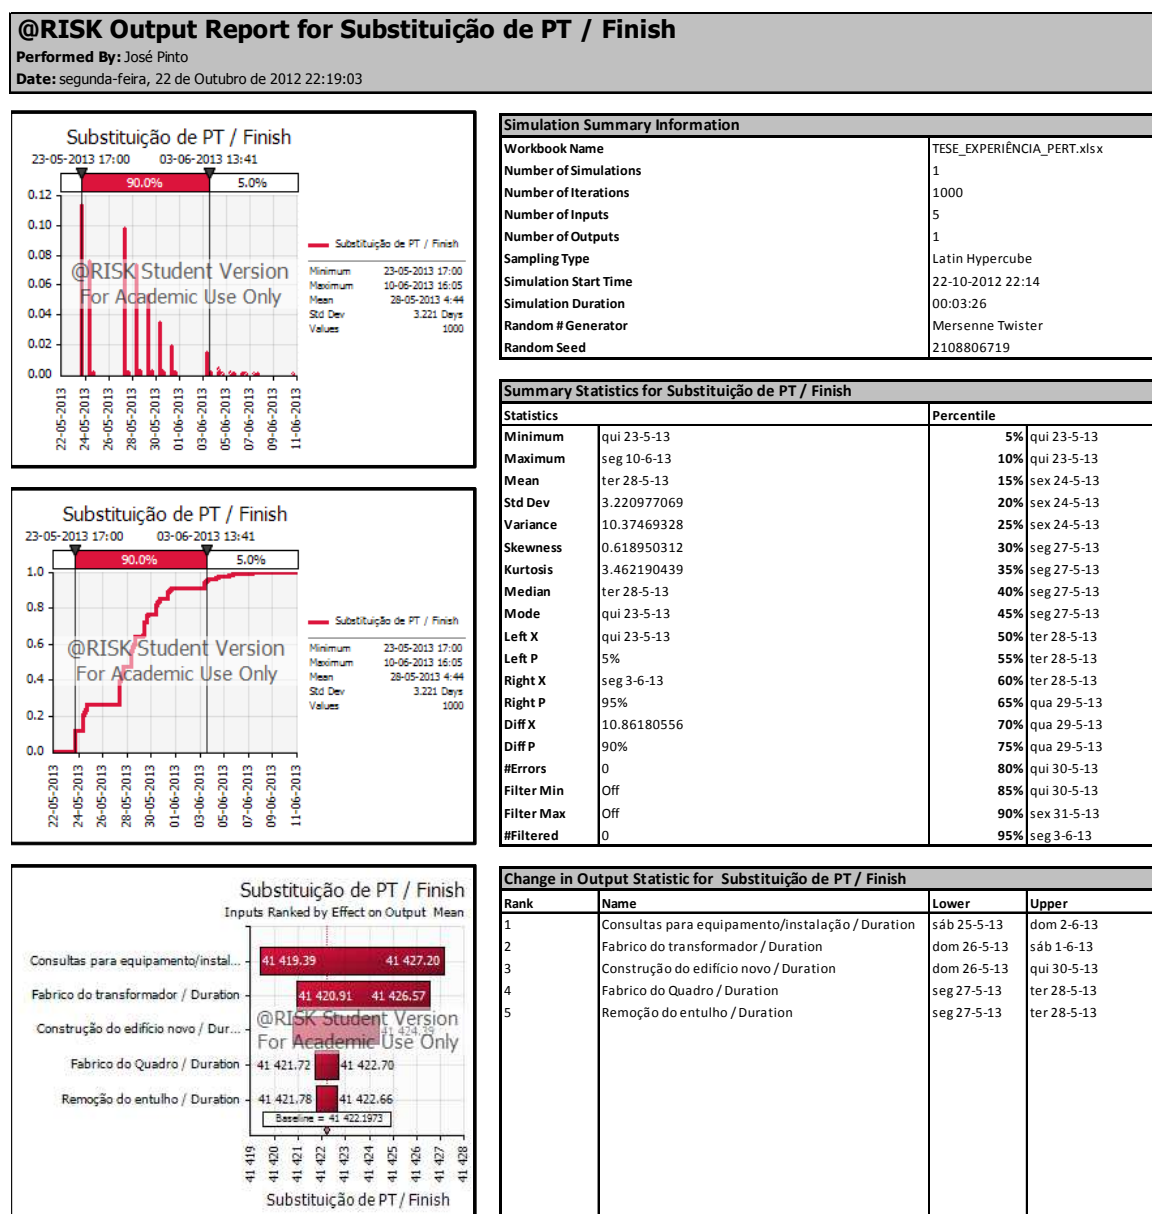 @RISK Output Report for Substituição de PT / Finish
Performed By: José Pinto
Date: segunda-feira, 22 de Outubro de 2012 22:19:03
Substituição de PT / Finish
23-05-2013 17:00 03-06-2013 13:41
90.0% 5.0%
0.12
0.10
0.08
0.06
0.04
0.02
0.00
@RISK Student Version
For Academic Use Only
22-05-2013
24-05-2013
26-05-2013
28-05-2013
30-05-2013
01-06-2013
03-06-2013
05-06-2013
07-06-2013
09-06-2013
11-06-2013
Substituição de PT / Finish
Minimum 23-05-2013 17:00
Maximum 10-06-2013 16:05
Mean 28-05-2013 4:44
Std Dev 3.221 Days
Values 1000
Simulation Summary Information
Workbook Name TESE_EXPERIÊNCIA_PERT.xlsx
Number of Simulations 1
Number of Iterations 1000
Number of Inputs 5
Number of Outputs 1
Sampling Type Latin Hypercube
Simulation Start Time 22-10-2012 22:14
Simulation Duration 00:03:26
Random # Generator Mersenne Twister
Random Seed 2108806719
Substituição de PT / Finish
23-05-2013 17:00 03-06-2013 13:41
90.0% 5.0%
1.0
0.8
0.6
0.4
0.2
0.0
@RISK Student Version
For Academic Use Only
22-05-2013
24-05-2013
26-05-2013
28-05-2013
30-05-2013
01-06-2013
03-06-2013
05-06-2013
07-06-2013
09-06-2013
11-06-2013
Substituição de PT / Finish
Minimum 23-05-2013 17:00
Maximum 10-06-2013 16:05
Mean 28-05-2013 4:44
Std Dev 3.221 Days
Values 1000
Summary Statistics for Substituição de PT / Finish
Statistics Percentile
Minimum qui 23-5-13 5% qui 23-5-13
Maximum seg 10-6-13 10% qui 23-5-13
Mean ter 28-5-13 15% sex 24-5-13
Std Dev 3.220977069 20% sex 24-5-13
Variance 10.37469328 25% sex 24-5-13
Skewness 0.618950312 30% seg 27-5-13
Kurtosis 3.462190439 35% seg 27-5-13
Median ter 28-5-13 40% seg 27-5-13
Mode qui 23-5-13 45% seg 27-5-13
Left X qui 23-5-13 50% ter 28-5-13
Left P 5% 55% ter 28-5-13
Right X seg 3-6-13 60% ter 28-5-13
Right P 95% 65% qua 29-5-13
Diff X 10.86180556 70% qua 29-5-13
Diff P 90% 75% qua 29-5-13
#Errors 0 80% qui 30-5-13
Filter Min Off 85% qui 30-5-13
Filter Max Off 90% sex 31-5-13
#Filtered 0 95% seg 3-6-13
Substituição de PT / Finish
Inputs Ranked by Effect on Output Mean
Consultas para equipamento/instal... 41 419.39 41 427.20
Fabrico do transformador / Duration 41 420.91 41 426.57
Construção do edifício novo / Dur... 41 424.39
@RISK Student Version
For Academic Use Only
Fabrico do Quadro / Duration 41 421.72 41 422.70
Remoção do entulho / Duration 41 421.78 41 422.66
Baseline = 41 422.1973
41 419
41 420
41 421
41 422
41 423
41 424
41 425
41 426
41 427
41 428
Substituição de PT / Finish
Change in Output Statistic for Substituição de PT / Finish
Rank Name Lower Upper
1 Consultas para equipamento/instalação / Duration sáb 25-5-13 dom 2-6-13
2 Fabrico do transformador / Duration dom 26-5-13 sáb 1-6-13
3 Construção do edifício novo / Duration dom 26-5-13 qui 30-5-13
4 Fabrico do Quadro / Duration seg 27-5-13 ter 28-5-13
5 Remoção do entulho / Duration seg 27-5-13 ter 28-5-13